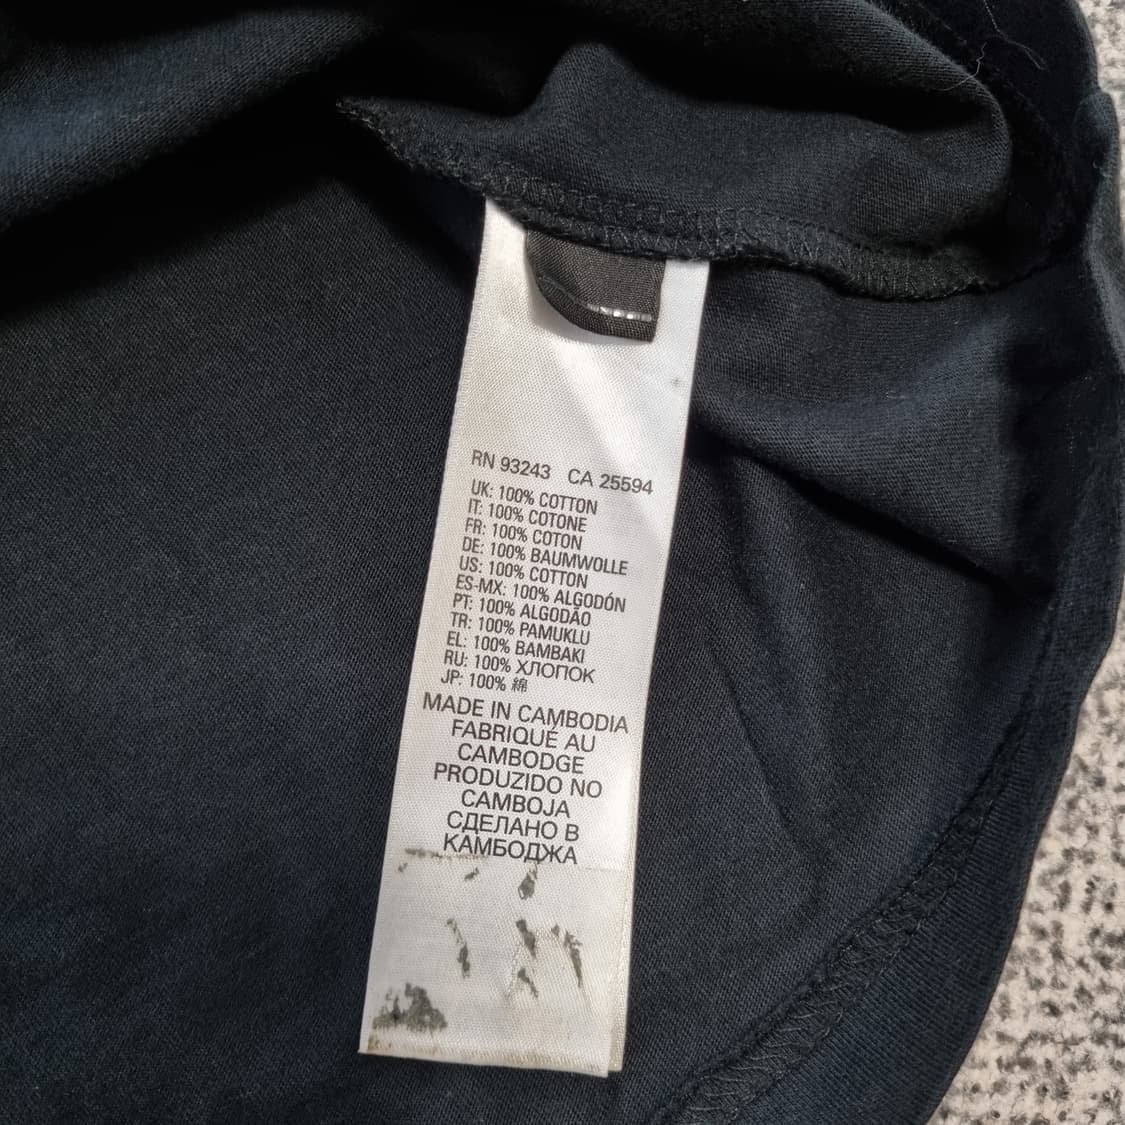 RN 93243 CA 25594
UK: 100% COTTON
IT: 100% COTONE
FR: 100% COTON
DE: 100% BAUMWOLLE
US: 100% COTTON
ES-MX: 100% ALGODÓN
PT: 100% ALGODÃO
TR: 100% PAMUKLU
EL: 100% BAMBAKI
RU: 100% ХЛОПОК
JP: 100% 綿
MADE IN CAMBODIA
FABRIQUÉ AU
CAMBODGE
PRODUZIDO NO
CAMBOJA
СДЕЛАНО В
КАМБОДЖА